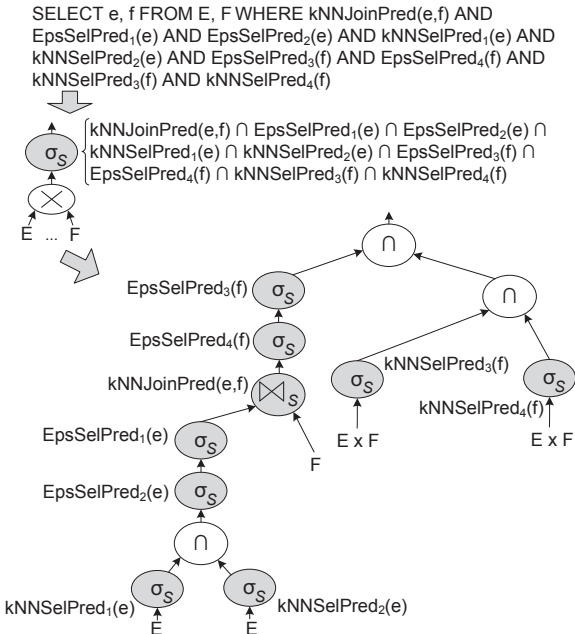 SELECT e, f FROM E, F WHERE kNNJoinPred(e,f) AND
EpsSelPred₁(e) AND EpsSelPred₂(e) AND kNNSelPred₁(e) AND
kNNSelPred₂(e) AND EpsSelPred₃(f) AND EpsSelPred₄(f) AND
kNNSelPred₃(f) AND kNNSelPred₄(f)
kNNJoinPred(e,f) ∩ EpsSelPred₁(e) ∩ EpsSelPred₂(e) ∩
σS
kNNSelPred₁(e) ∩ kNNSelPred₂(e) ∩ EpsSelPred₃(f) ∩
EpsSelPred₄(f) ∩ kNNSelPred₃(f) ∩ kNNSelPred₄(f)
×
E ... F
∩
EpsSelPred₃(f) σS
∩
EpsSelPred₄(f) σS
kNNJoinPred(e,f) ⋈S
kNNSelPred₃(f)
σS
σS
kNNSelPred₄(f)
E x F
E x F
EpsSelPred₁(e) σS
F
EpsSelPred₂(e) σS
∩
kNNSelPred₁(e) σS
σS kNNSelPred₂(e)
E
E